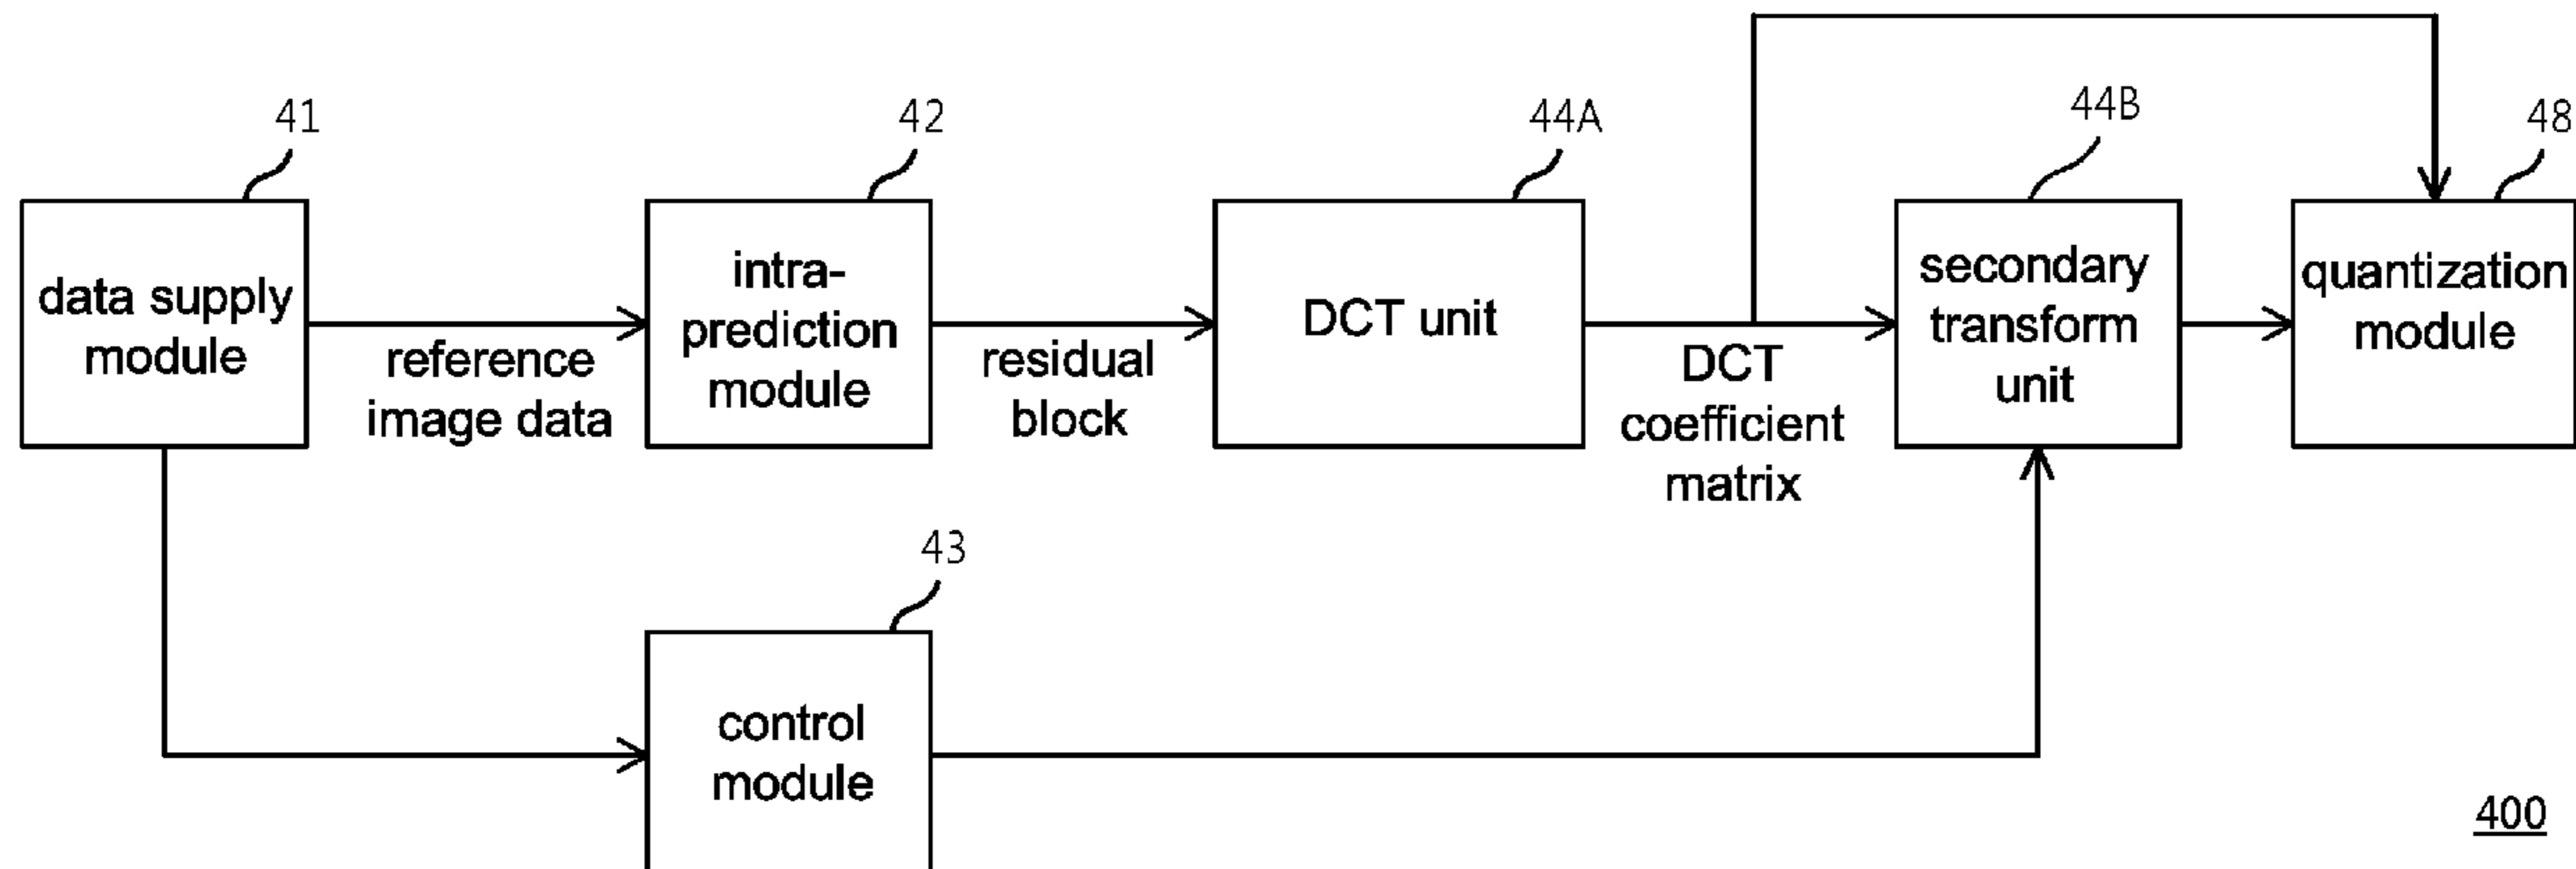 41
42
44A
44B
48
data supply
module
reference
image data
intra-
prediction
module
residual
block
DCT unit
DCT
coefficient
matrix
secondary
transform
unit
quantization
module
43
control
module
400